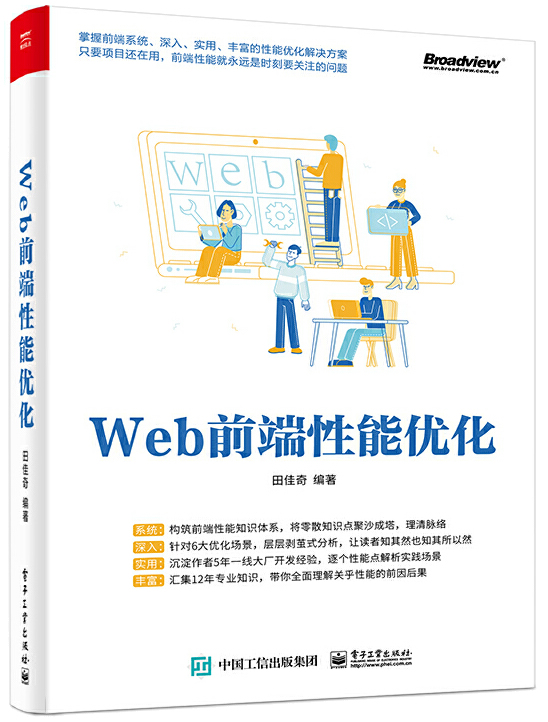 掌握前端系统、深入、实用、丰富的性能优化解决方案
只要项目还在用，前端性能就永远是时刻要关注的问题
Broadview®
www.broadview.com.cn
Web
</>
Web前端性能优化
田佳奇 编著
系统：构筑前端性能知识体系，将零散知识点聚沙成塔，理清脉络
深入：针对6大优化场景，层层剥茧式分析，让读者知其然也知其所以然
实用：沉淀作者5年一线大厂开发经验，逐个性能点解析实践场景
丰富：汇集12年专业知识，带你全面理解关乎性能的前因后果
中国工信出版集团
电子工业出版社
PUBLISHING HOUSE OF ELECTRONICS INDUSTRY
http://www.phei.com.cn
Web前端性能优化
田佳奇 编著
电子工业出版社